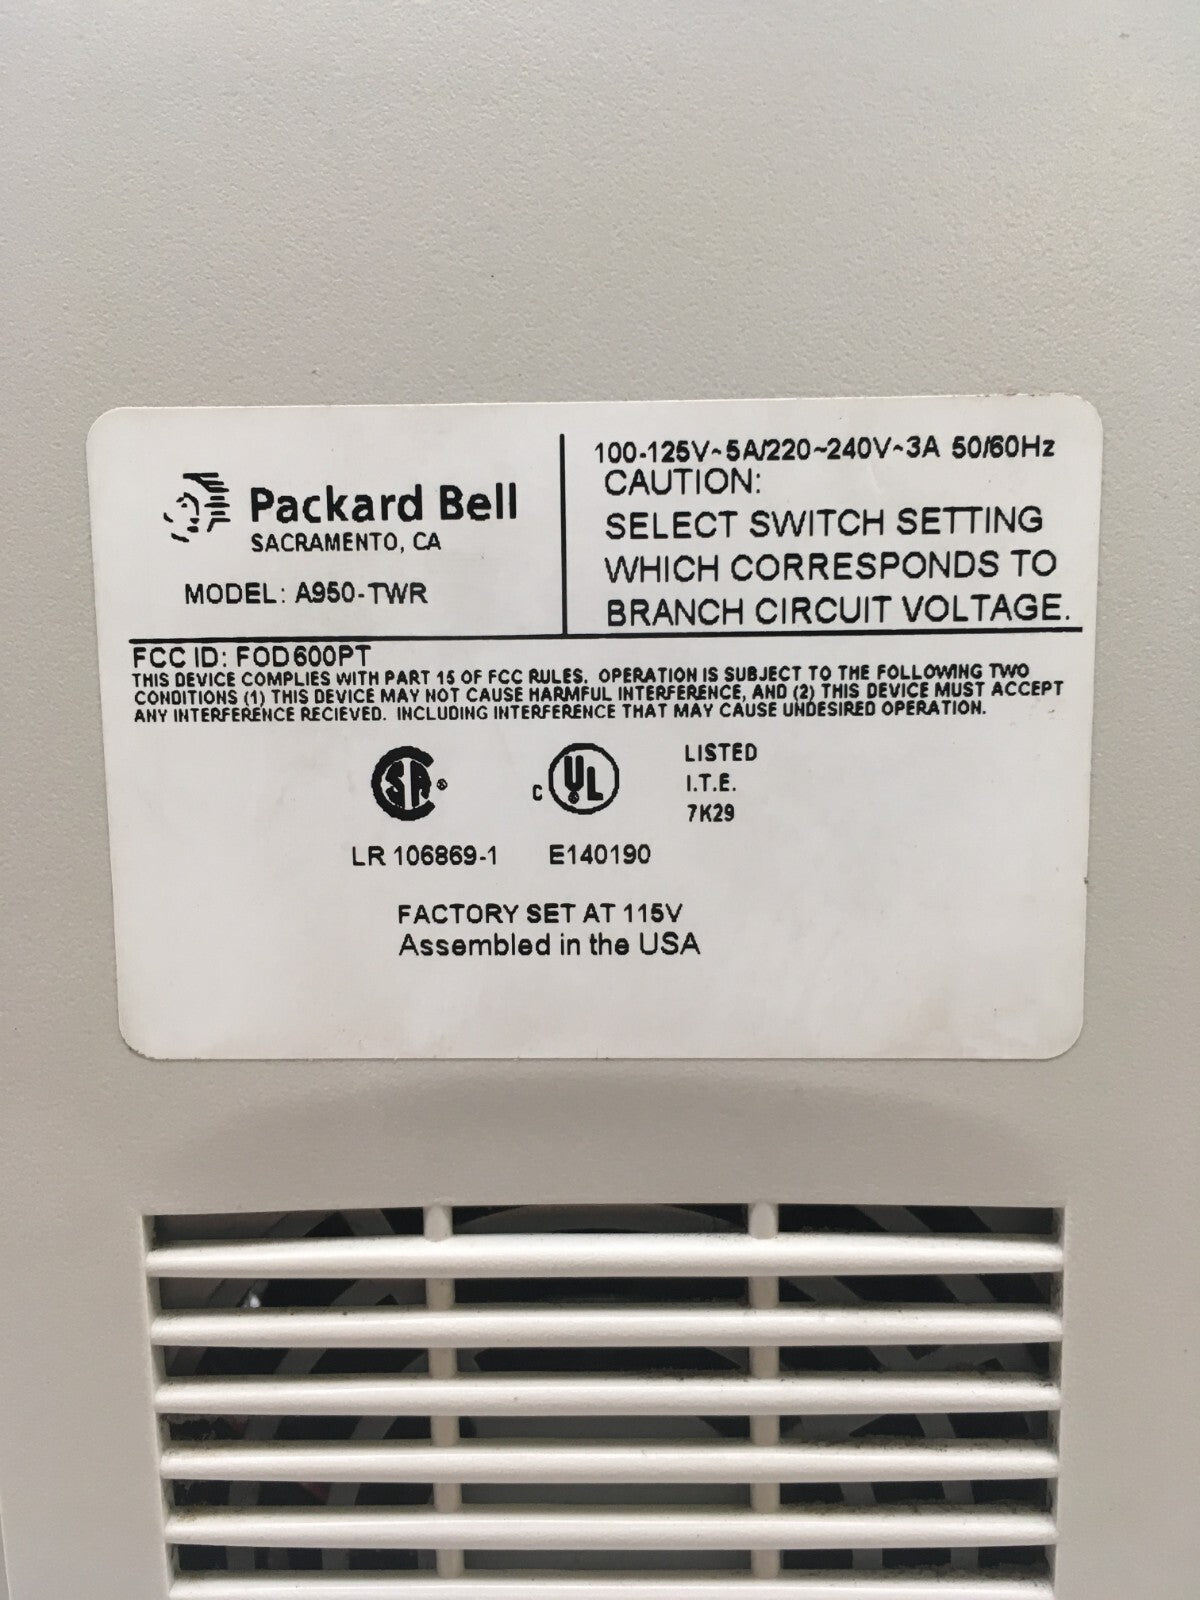 Packard Bell
SACRAMENTO, CA
MODEL: A950-TWR
100-125V~5A/220~240V~3A 50/60Hz
CAUTION:
SELECT SWITCH SETTING
WHICH CORRESPONDS TO
BRANCH CIRCUIT VOLTAGE.
FCC ID: FOD600PT
THIS DEVICE COMPLIES WITH PART 15 OF FCC RULES. OPERATION IS SUBJECT TO THE FOLLOWING TWO
CONDITIONS (1) THIS DEVICE MAY NOT CAUSE HARMFUL INTERFERENCE, AND (2) THIS DEVICE MUST ACCEPT
ANY INTERFERENCE RECIEVED. INCLUDING INTERFERENCE THAT MAY CAUSE UNDESIRED OPERATION.
SA ®
C UL
LISTED
I.T.E.
7K29
LR 106869-1
E140190
FACTORY SET AT 115V
Assembled in the USA